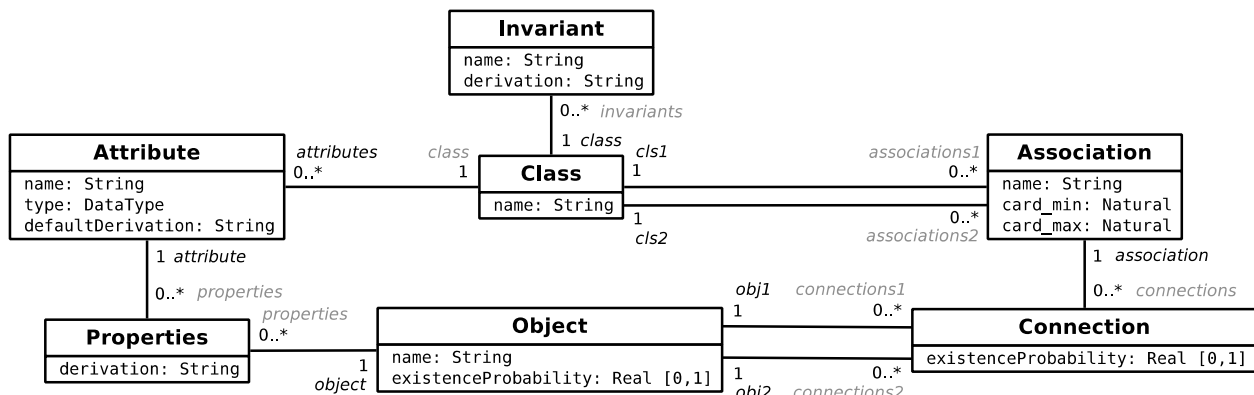 Invariant
name: String
derivation: String
0..* invariants
1 class
Attribute
name: String
type: DataType
defaultDerivation: String
attributes
0..*
class
1
Class
name: String
cls1
1
associations1
0..*
1
cls2
0..*
associations2
Association
name: String
card_min: Natural
card_max: Natural
1 attribute
0..* properties
1 association
0..* connections
Properties
derivation: String
properties
0..*
1
object
Object
name: String
existenceProbability: Real [0,1]
obj1
1
connections1
0..*
1
obj2
0..*
connections2
Connection
existenceProbability: Real [0,1]